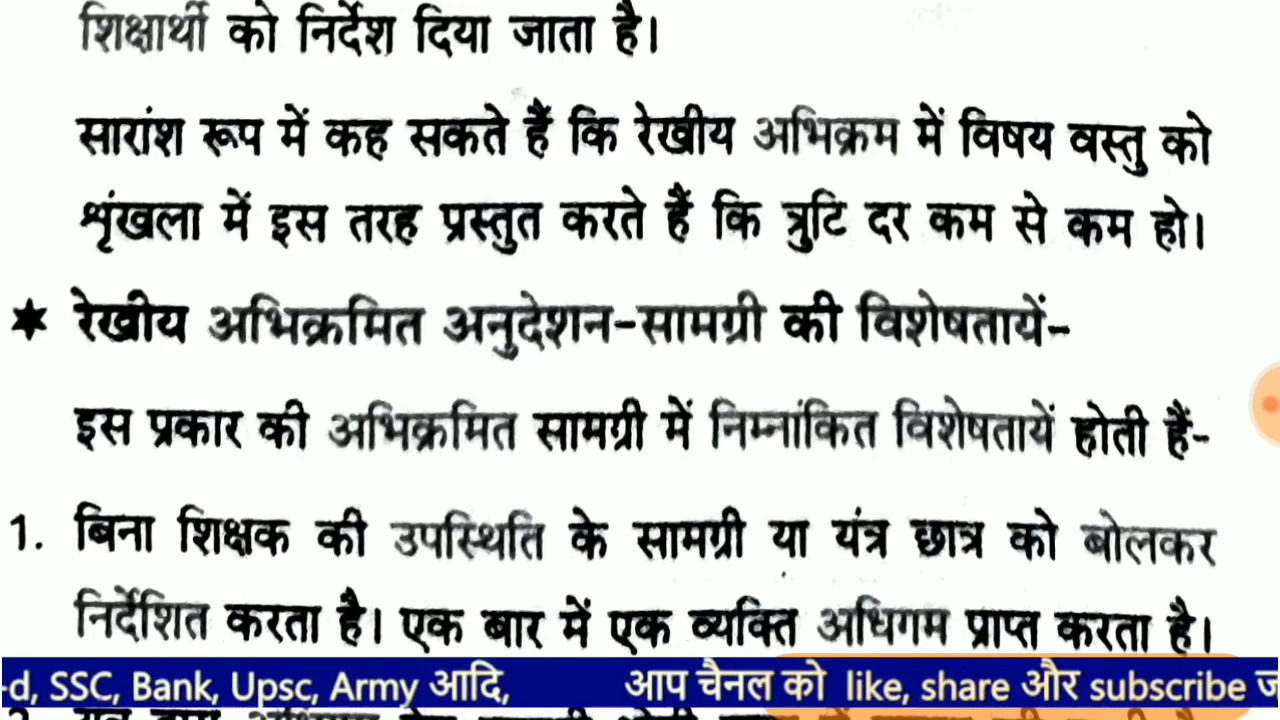 शिक्षार्थी को निर्देश दिया जाता है।
सारांश रूप में कह सकते हैं कि रेखीय अभिक्रम में विषय वस्तु को
शृंखला में इस तरह प्रस्तुत करते हैं कि त्रुटि दर कम से कम हो।
★ रेखीय अभिक्रमित अनुदेशन-सामग्री की विशेषतायें-
इस प्रकार की अभिक्रमित सामग्री में निम्नांकित विशेषतायें होती हैं-
1. बिना शिक्षक की उपस्थिति के सामग्री या यंत्र छात्र को बोलकर
निर्देशित करता है। एक बार में एक व्यक्ति अधिगम प्राप्त करता है।
-d, SSC, Bank, Upsc, Army आदि, आप चैनल को like, share और subscribe